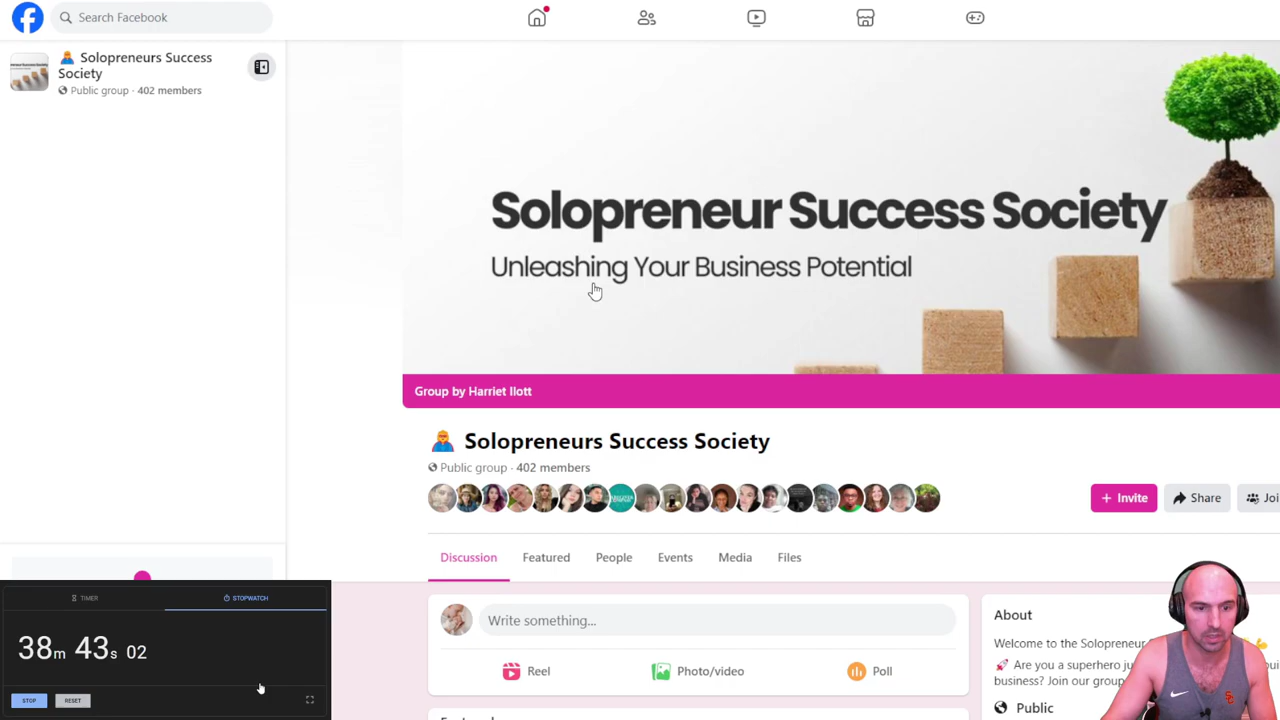 Search Facebook
Solopreneurs Success
Society
Public group · 402 members
Solopreneur Success Society
Unleashing Your Business Potential
Group by Harriet Ilott
Solopreneurs Success Society
Public group · 402 members
+ Invite
Share
Joi
Discussion
Featured
People
Events
Media
Files
Write something...
Reel
Photo/video
Poll
About
Welcome to the Solopreneur
Are you a superhero ju
business? Join our group
Public
TIMER
STOPWATCH
38m 43s 02
STOP
RESET